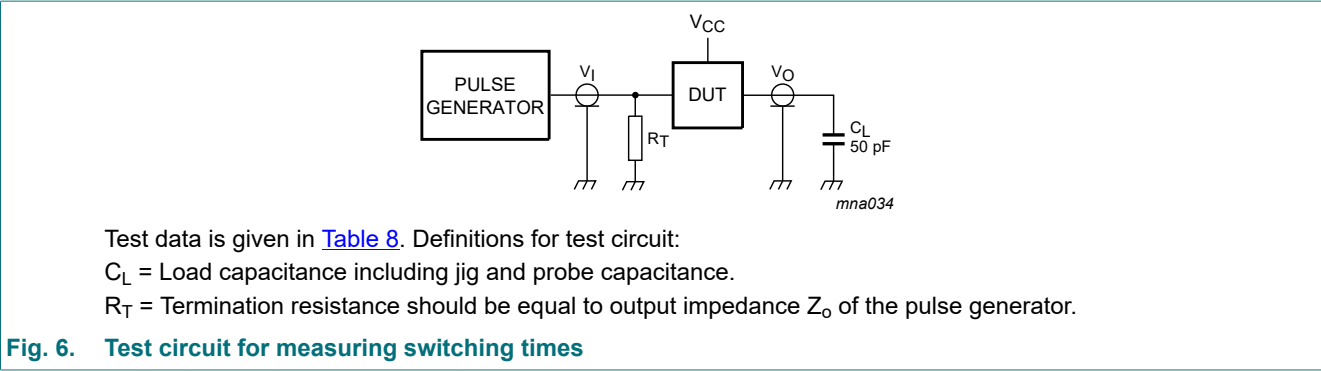 VCC
PULSE
GENERATOR
VI
DUT
VO
RT
CL
50 pF
mna034
Test data is given in Table 8. Definitions for test circuit:
CL = Load capacitance including jig and probe capacitance.
RT = Termination resistance should be equal to output impedance Zo of the pulse generator.
Fig. 6. Test circuit for measuring switching times